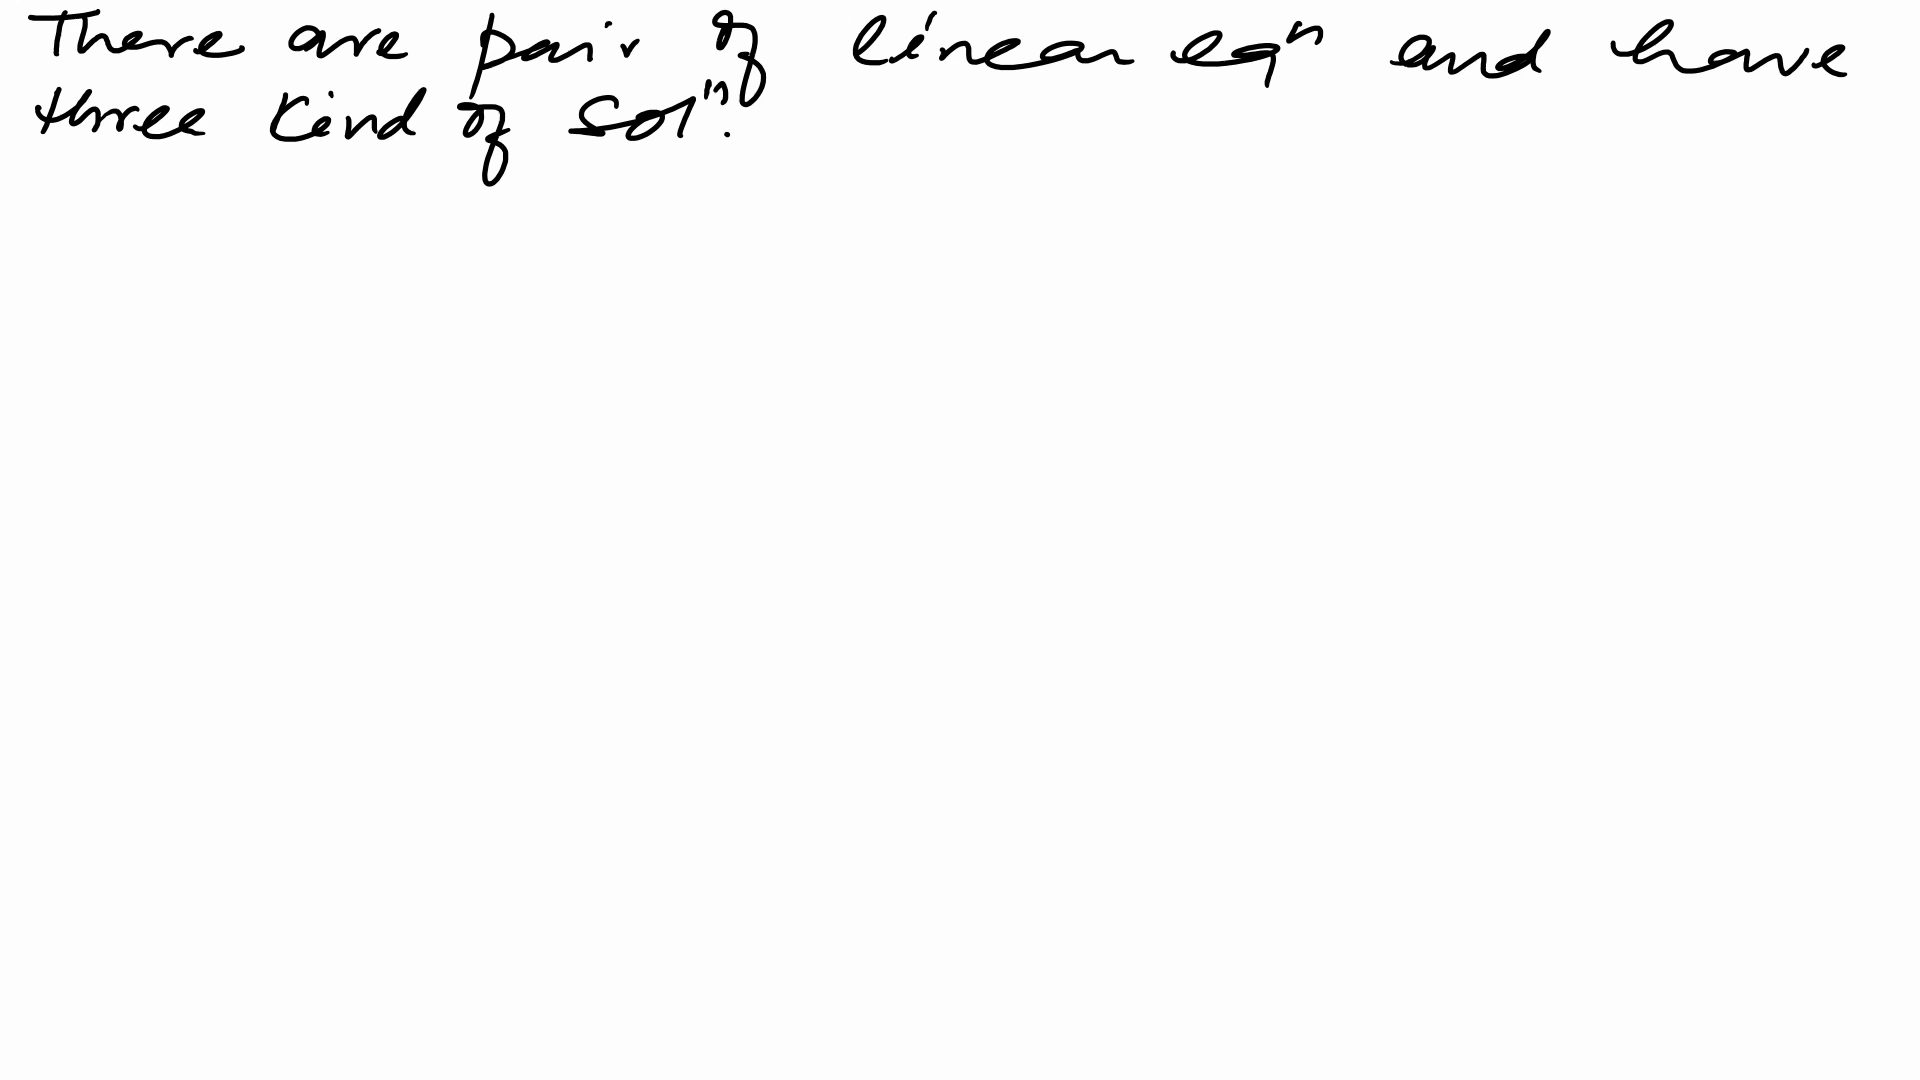 There are pair of linear eqⁿ and have
three kind of solⁿ.